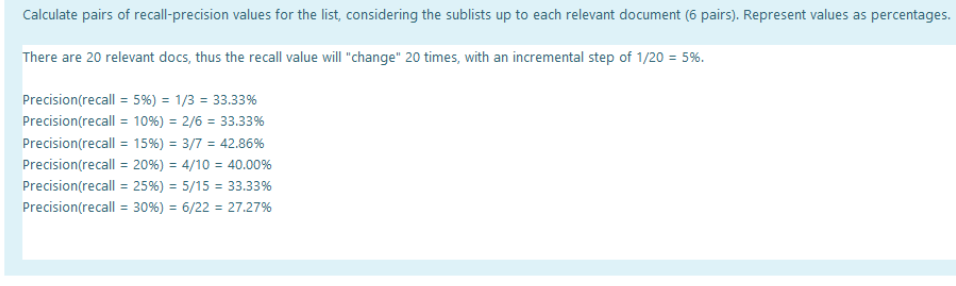 Calculate pairs of recall-precision values for the list, considering the sublists up to each relevant document (6 pairs). Represent values as percentages.
There are 20 relevant docs, thus the recall value will "change" 20 times, with an incremental step of 1/20 = 5%.
Precision(recall = 5%) = 1/3 = 33.33%
Precision(recall = 10%) = 2/6 = 33.33%
Precision(recall = 15%) = 3/7 = 42.86%
Precision(recall = 20%) = 4/10 = 40.00%
Precision(recall = 25%) = 5/15 = 33.33%
Precision(recall = 30%) = 6/22 = 27.27%